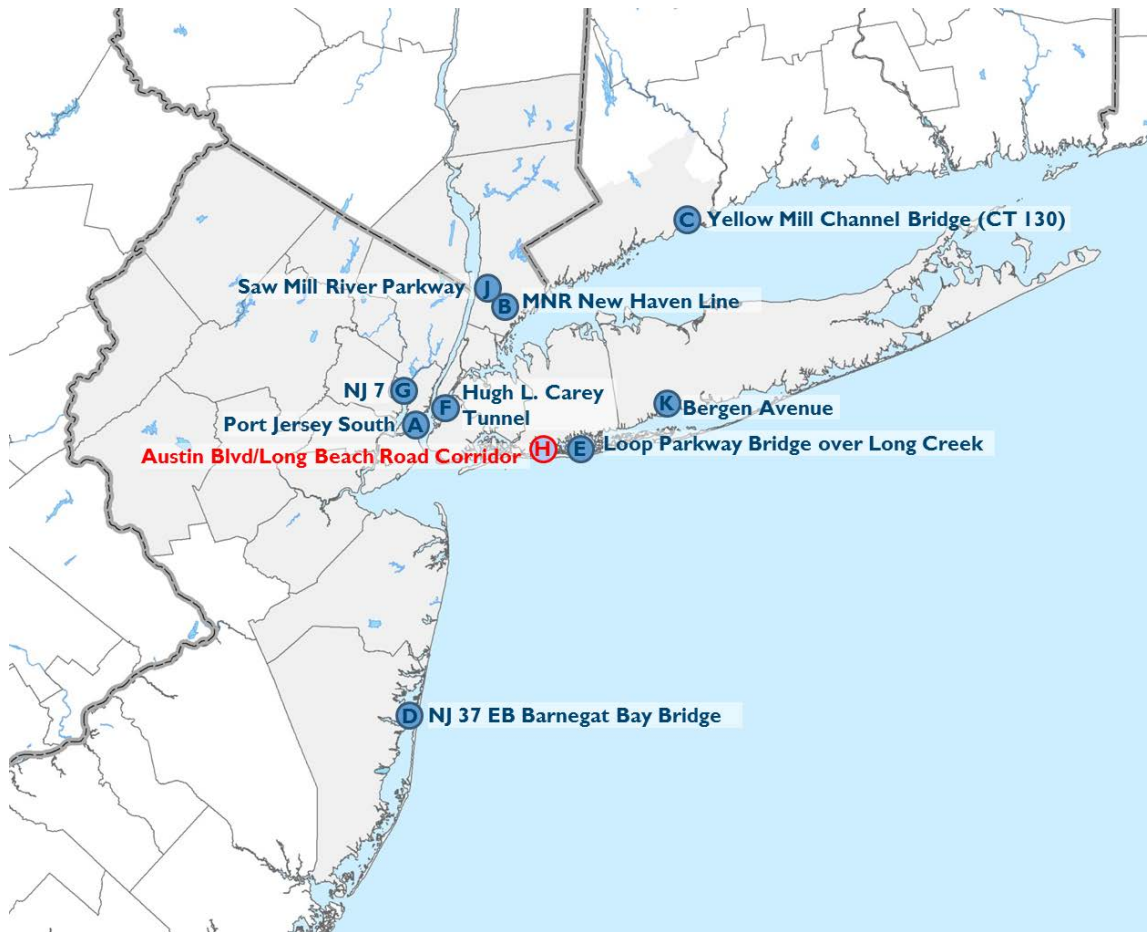 C Yellow Mill Channel Bridge (CT 130)
Saw Mill River Parkway J
B MNR New Haven Line
NJ 7 G
F Hugh L. Carey
Tunnel
Port Jersey South A
K Bergen Avenue
Austin Blvd/Long Beach Road Corridor H
E Loop Parkway Bridge over Long Creek
D NJ 37 EB Barnegat Bay Bridge